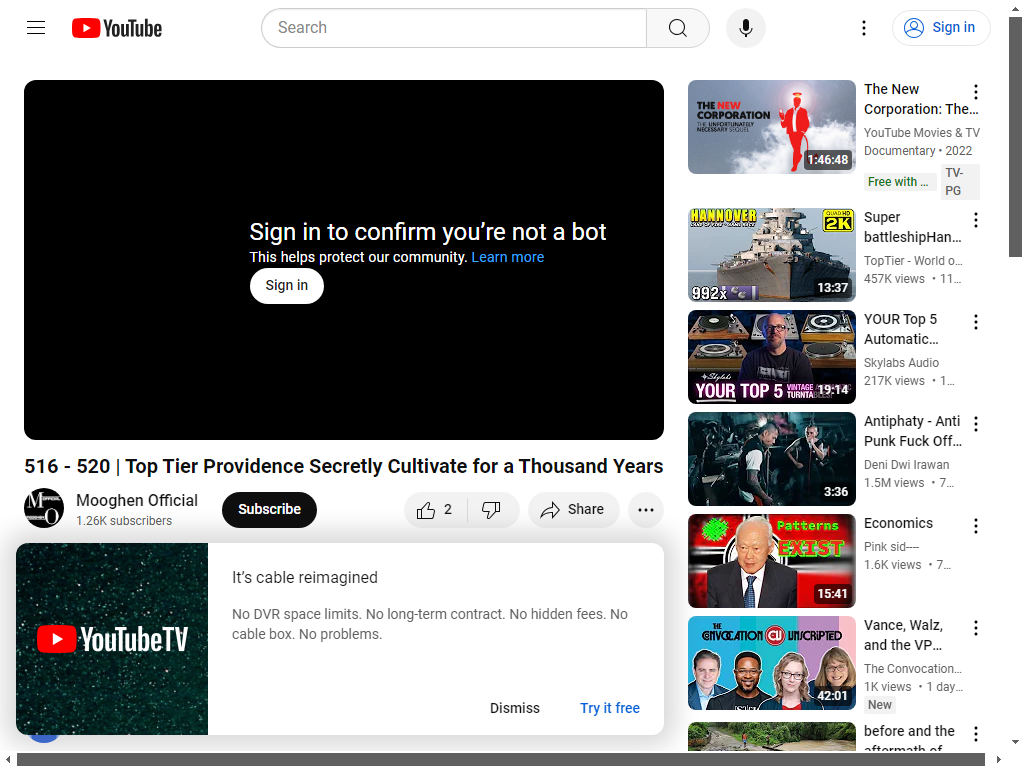 YouTube
Search
Sign in
Sign in to confirm you’re not a bot
This helps protect our community. Learn more
Sign in
516 - 520 | Top Tier Providence Secretly Cultivate for a Thousand Years
Mooghen Official
1.26K subscribers
Subscribe
2
Share
It’s cable reimagined
No DVR space limits. No long-term contract. No hidden fees. No
cable box. No problems.
YouTubeTV
Dismiss
Try it free
THE NEW
CORPORATION
THE UNFORTUNATELY
NECESSARY SEQUEL
1:46:48
The New
Corporation: The…
YouTube Movies & TV
Documentary • 2022
Free with …
TV-
PG
HANNOVER
QUAD HD
2K
992x
13:37
Super
battleshipHan…
TopTier - World o…
457K views • 11…
Skylabs
YOUR TOP 5
VINTAGE
19:14
YOUR Top 5
Automatic…
Skylabs Audio
217K views • 1…
3:36
Antiphaty - Anti
Punk Fuck Off…
Deni Dwi Irawan
1.5M views • 7…
Patterns
EXIST
15:41
Economics
Pink sid----
1.6K views • 7…
THE
CONVOCATION CU UNSCRIPTED
42:01
Vance, Walz,
and the VP…
The Convocation…
1K views • 1 day…
New
before and the
aftermath of